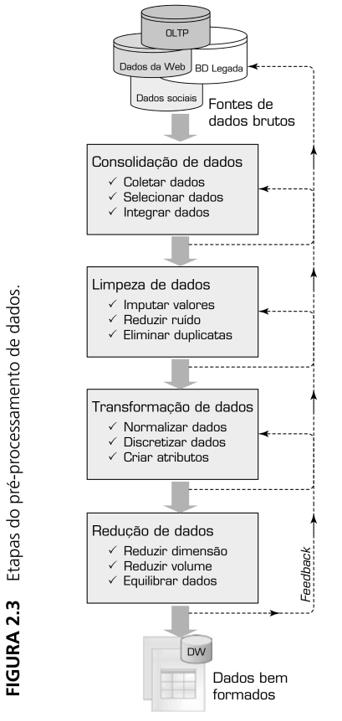 OLTP
Dados da Web
BD Legada
Dados sociais
Fontes de
dados brutos
Consolidação de dados
✓ Coletar dados
✓ Selecionar dados
✓ Integrar dados
Limpeza de dados
✓ Imputar valores
✓ Reduzir ruído
✓ Eliminar duplicatas
Transformação de dados
✓ Normalizar dados
✓ Discretizar dados
✓ Criar atributos
Redução de dados
✓ Reduzir dimensão
✓ Reduzir volume
✓ Equilibrar dados
Feedback
DW
Dados bem
formados
FIGURA 2.3 Etapas do pré-processamento de dados.